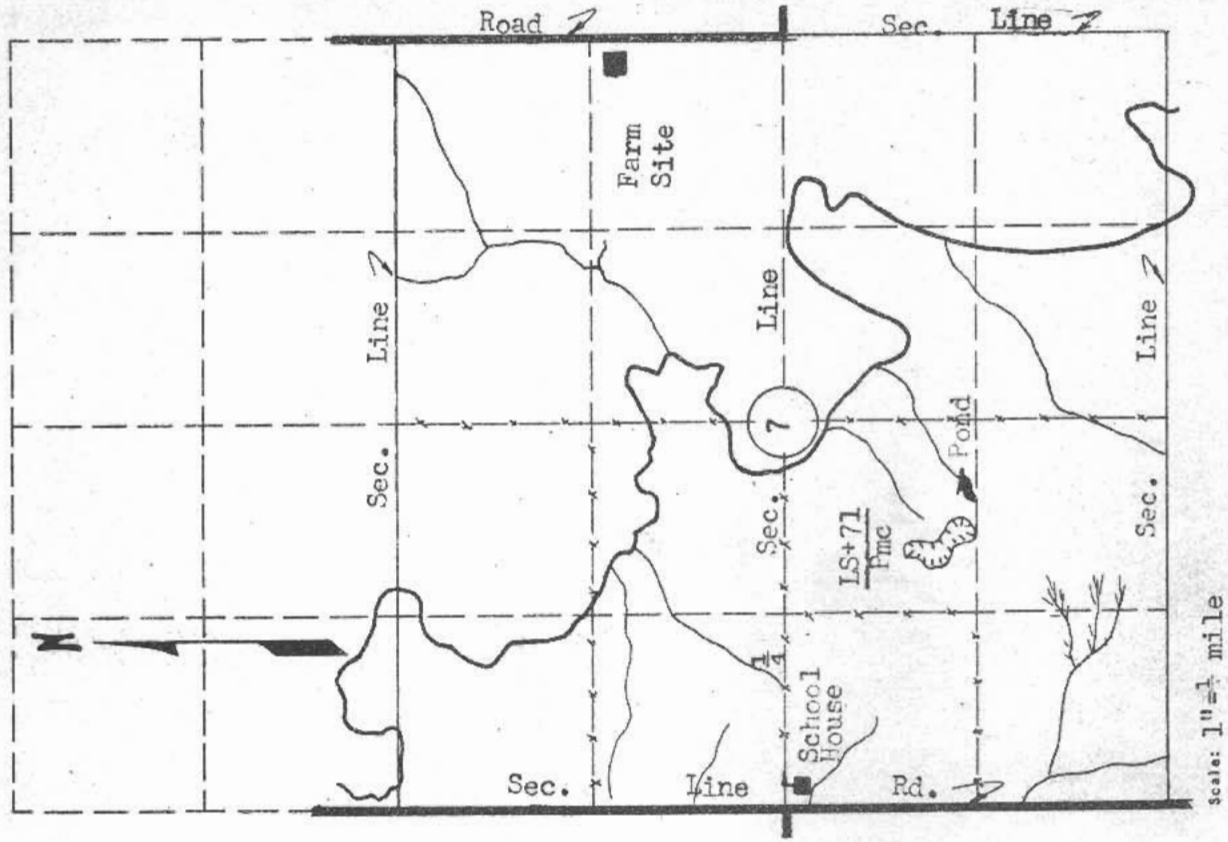 Road
Sec. Line
N
Farm
Site
Sec. Line
Line
7
Sec.
1/4
LS+71
Pmc
Pond
School
House
Sec. Line Rd.
Sec. Line
Scale: 1"=1/4 mile